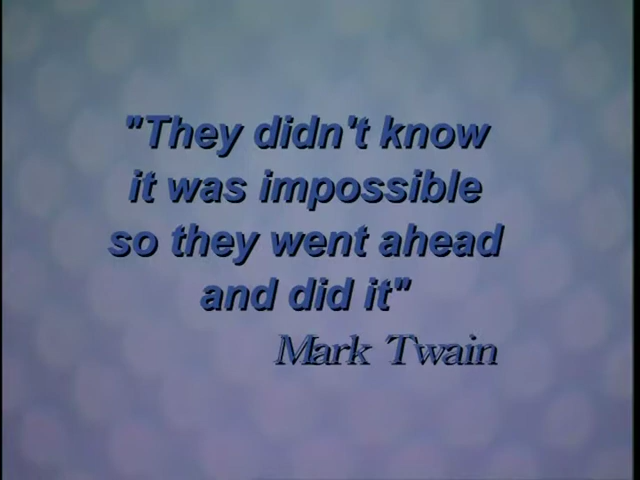 "They didn't know
it was impossible
so they went ahead
and did it"
Mark Twain